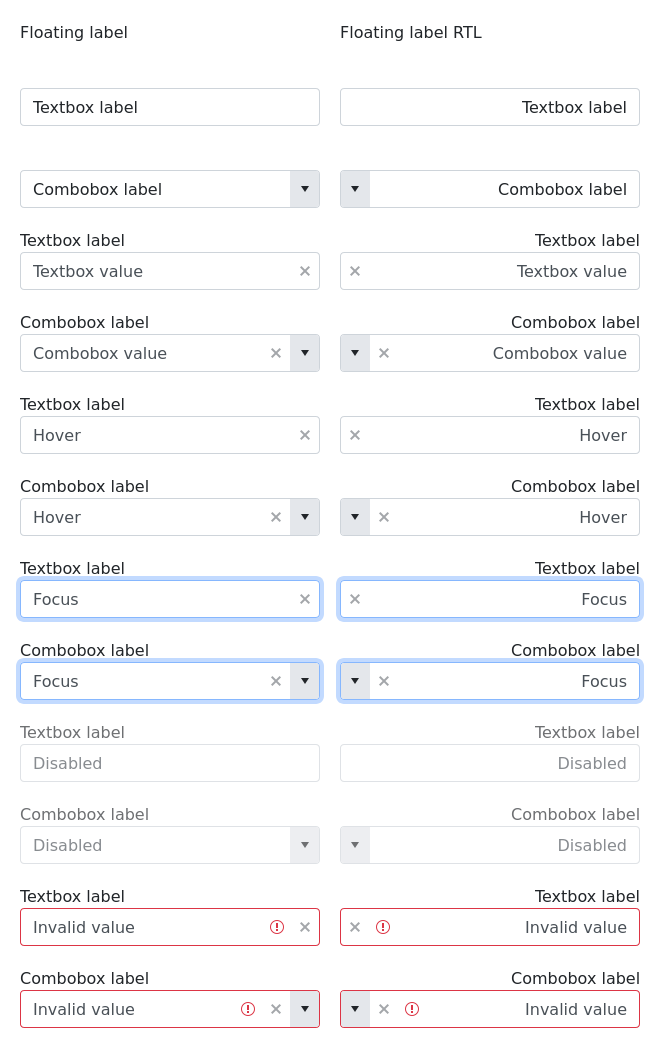 Floating label Floating label RTL
Textbox label Textbox label
Combobox label Combobox label
Textbox label Textbox label
Textbox value Textbox value
Combobox label Combobox label
Combobox value Combobox value
Textbox label Textbox label
Hover Hover
Combobox label Combobox label
Hover Hover
Textbox label Textbox label
Focus Focus
Combobox label Combobox label
Focus Focus
Textbox label Textbox label
Disabled Disabled
Combobox label Combobox label
Disabled Disabled
Textbox label Textbox label
Invalid value Invalid value
Combobox label Combobox label
Invalid value Invalid value